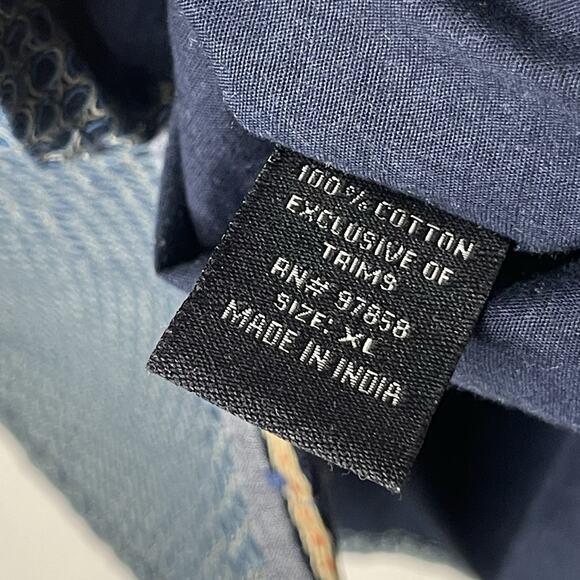 100% COTTON
EXCLUSIVE OF
TRIMS
RN# 97858
SIZE: XL
MADE IN INDIA